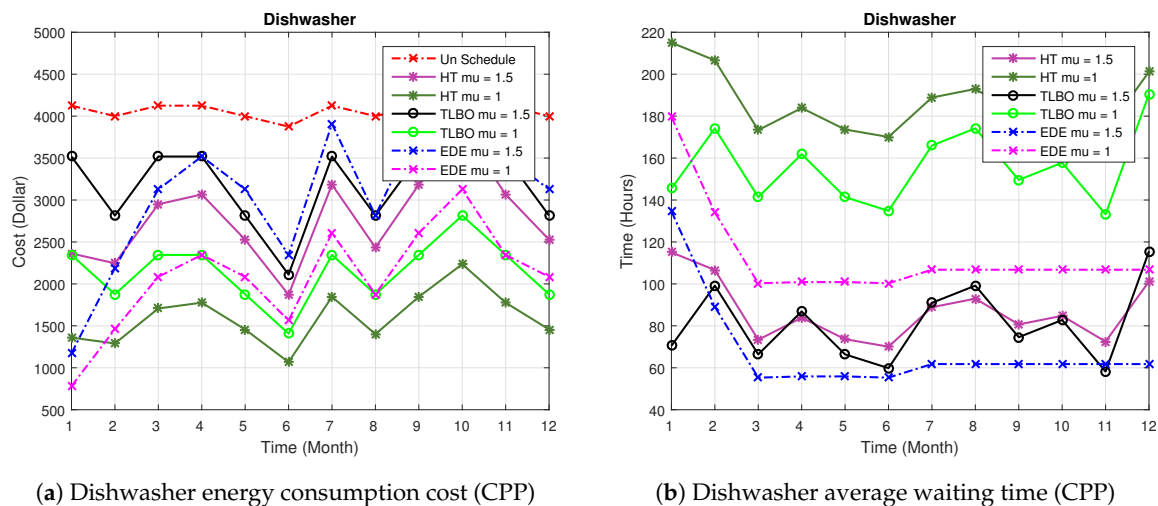 Dishwasher
5000
4500
4000
3500
3000
2500
2000
1500
1000
500
Cost (Dollar)
1 2 3 4 5 6 7 8 9 10 11 12
Time (Month)
Un Schedule
HT mu = 1.5
HT mu = 1
TLBO mu = 1.5
TLBO mu = 1
EDE mu = 1.5
EDE mu = 1
(a) Dishwasher energy consumption cost (CPP)
Dishwasher
220
200
180
160
140
120
100
80
60
40
Time (Hours)
1 2 3 4 5 6 7 8 9 10 11 12
Time (Month)
HT mu = 1.5
HT mu =1
TLBO mu = 1.5
TLBO mu = 1
EDE mu = 1.5
EDE mu = 1
(b) Dishwasher average waiting time (CPP)